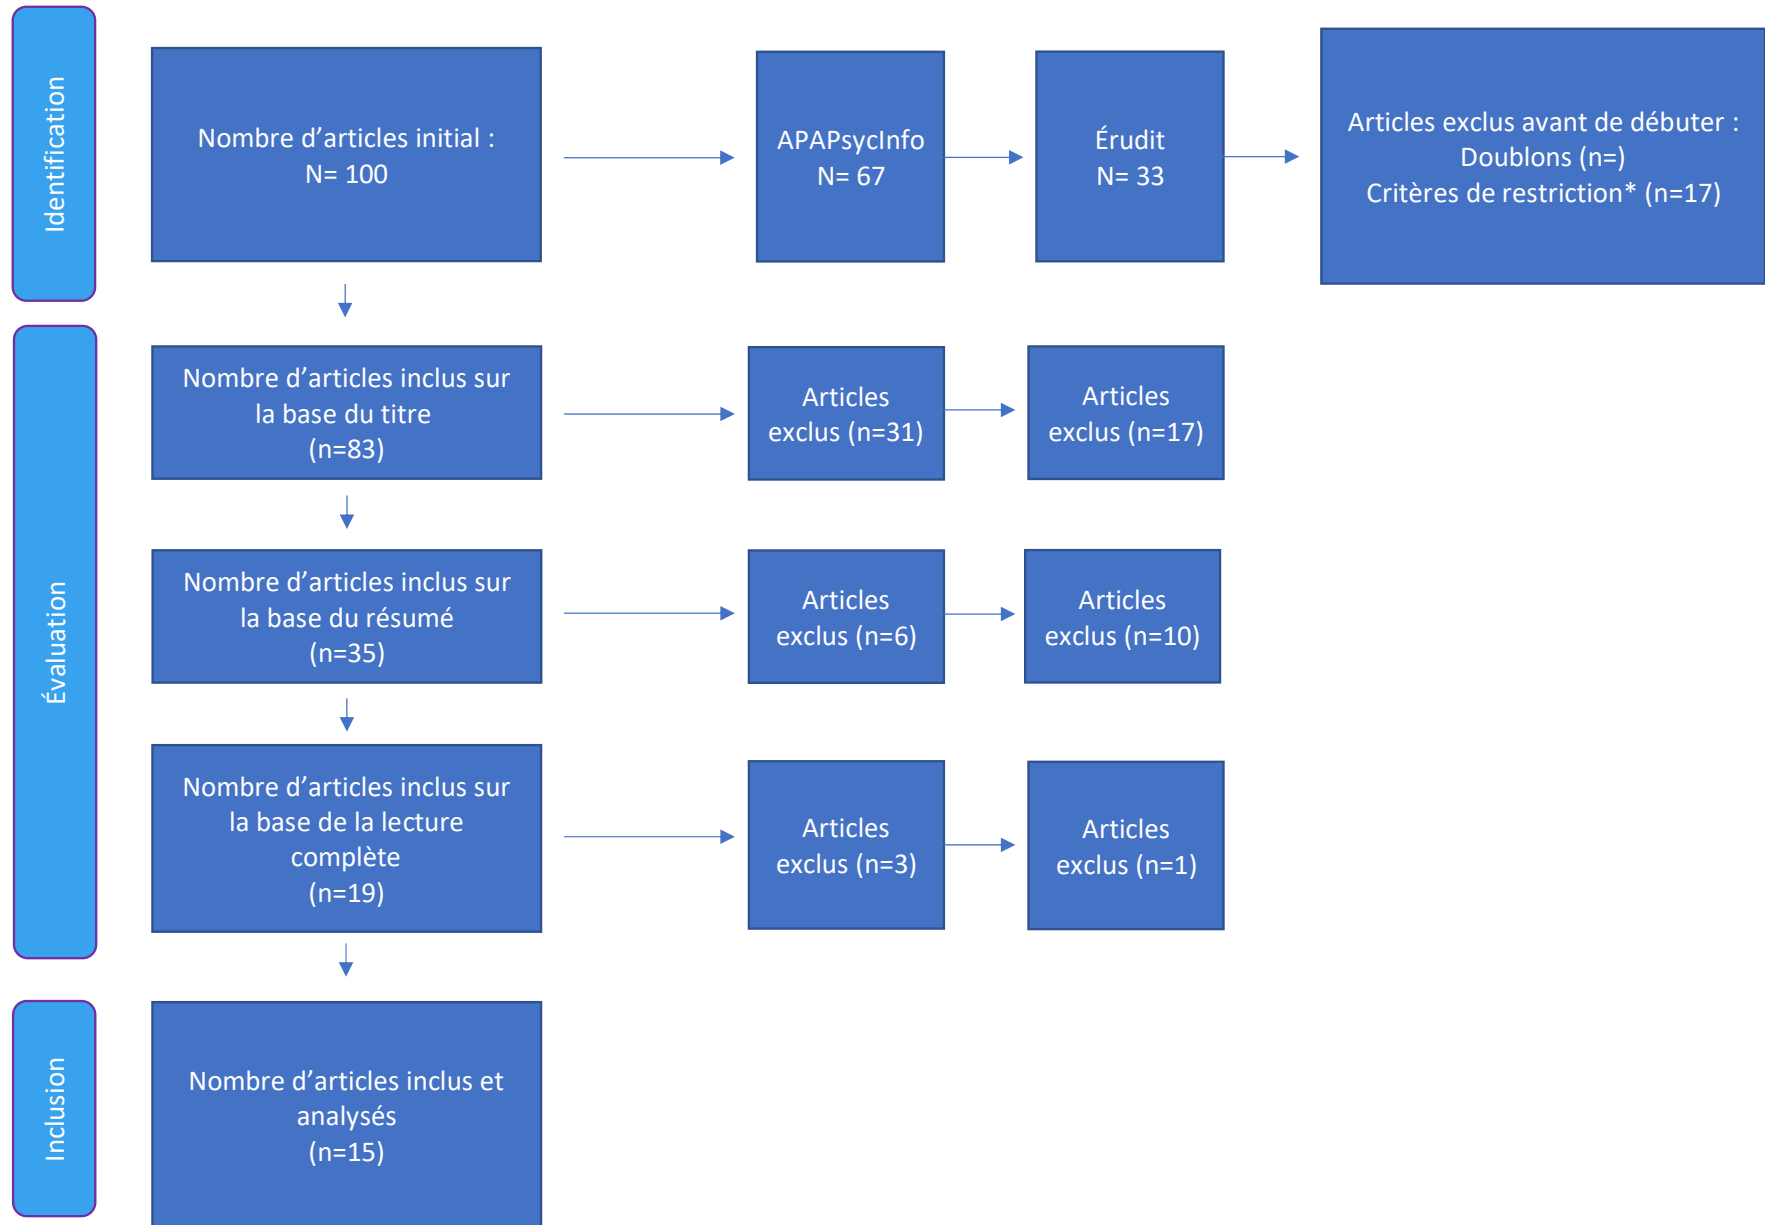 Identification
Nombre d’articles initial :
N= 100
APAPsycInfo
N= 67
Érudit
N= 33
Articles exclus avant de débuter :
Doublons (n=)
Critères de restriction* (n=17)
Évaluation
Nombre d’articles inclus sur
la base du titre
(n=83)
Articles
exclus (n=31)
Articles
exclus (n=17)
Nombre d’articles inclus sur
la base du résumé
(n=35)
Articles
exclus (n=6)
Articles
exclus (n=10)
Nombre d’articles inclus sur
la base de la lecture
complète
(n=19)
Articles
exclus (n=3)
Articles
exclus (n=1)
Inclusion
Nombre d’articles inclus et
analysés
(n=15)